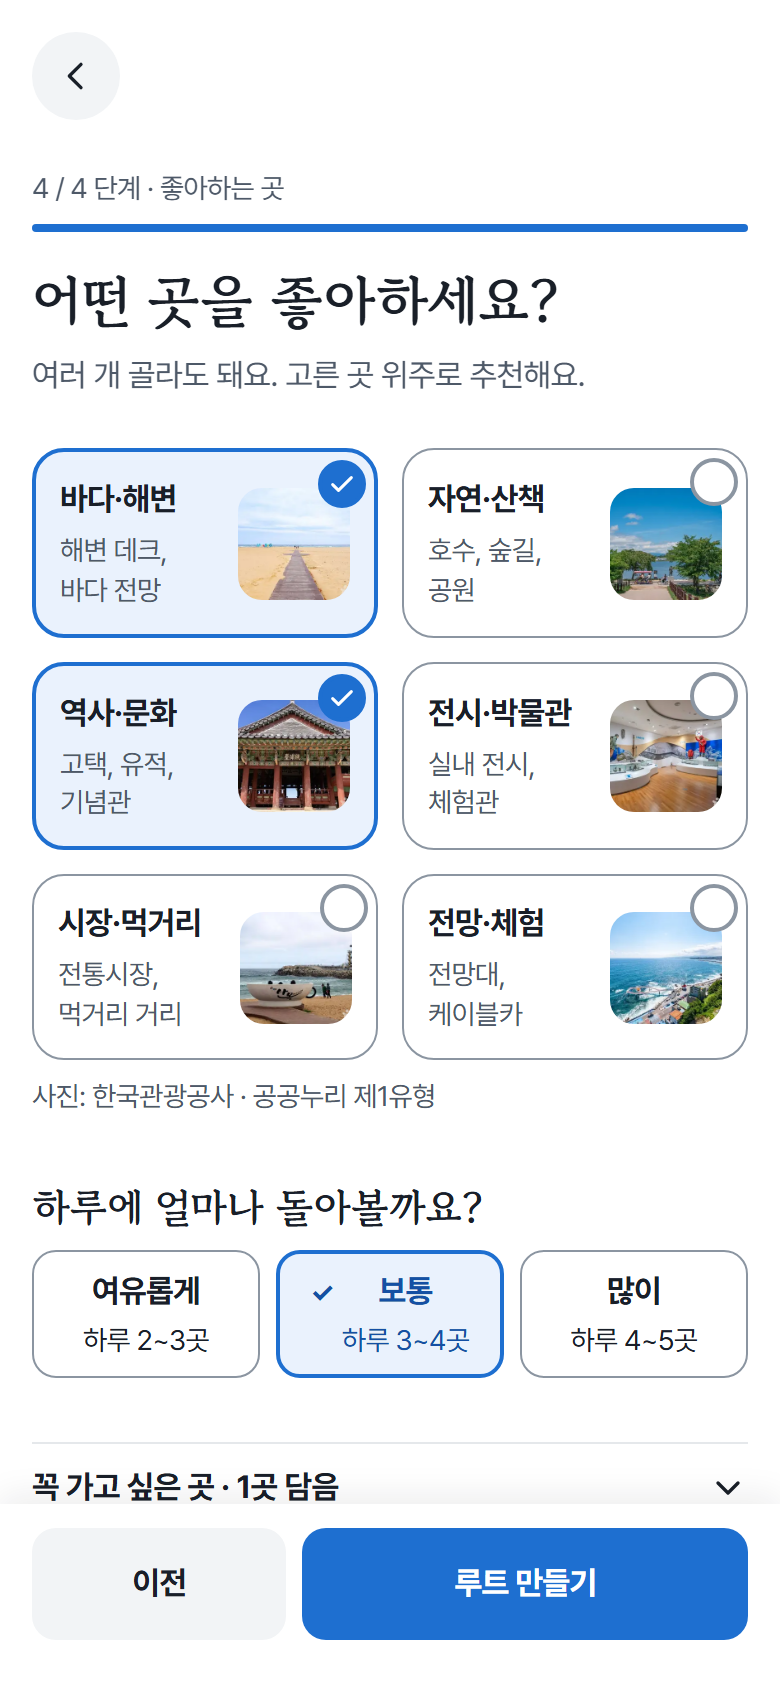 4 / 4 단계 · 좋아하는 곳
어떤 곳을 좋아하세요?
여러 개 골라도 돼요. 고른 곳 위주로 추천해요.
바다·해변
해변 데크,
바다 전망
자연·산책
호수, 숲길,
공원
역사·문화
고택, 유적,
기념관
전시·박물관
실내 전시,
체험관
시장·먹거리
전통시장,
먹거리 거리
전망·체험
전망대,
케이블카
사진: 한국관광공사 · 공공누리 제1유형
하루에 얼마나 돌아볼까요?
여유롭게
하루 2~3곳
보통
하루 3~4곳
많이
하루 4~5곳
꼭 가고 싶은 곳 · 1곳 담음
이전
루트 만들기